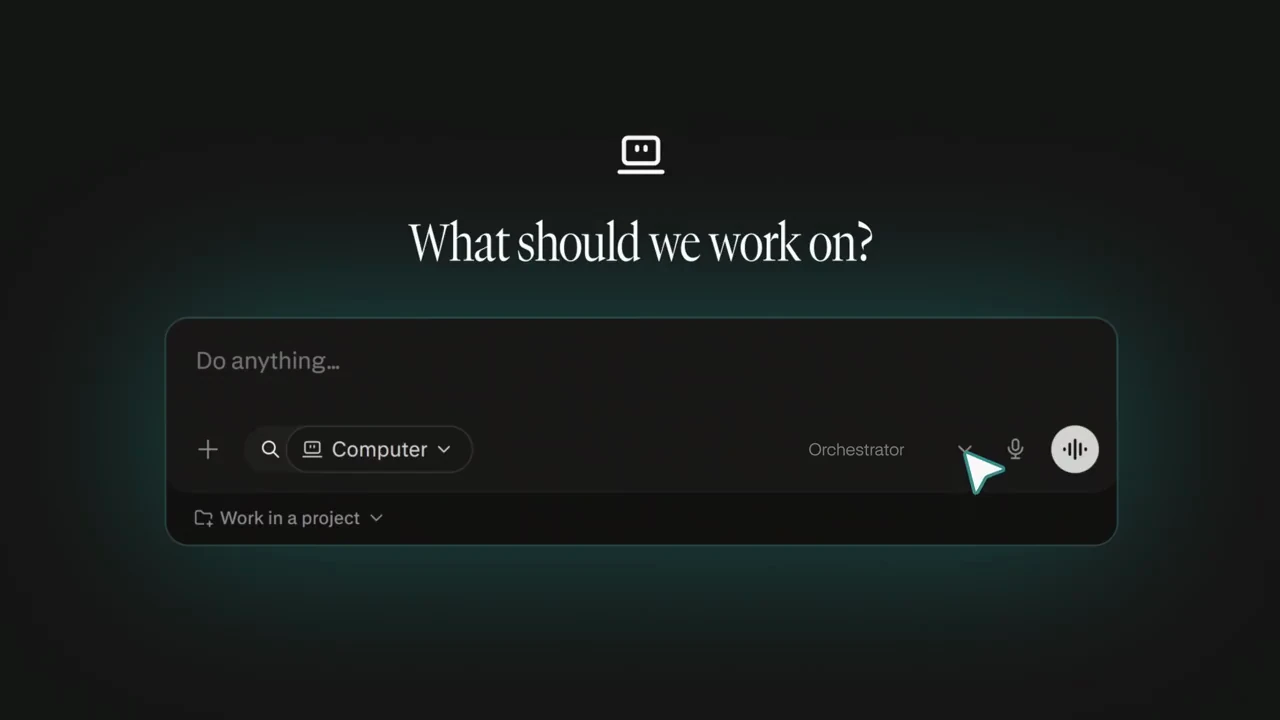 What should we work on?
Do anything…
Computer
Orchestrator
Work in a project